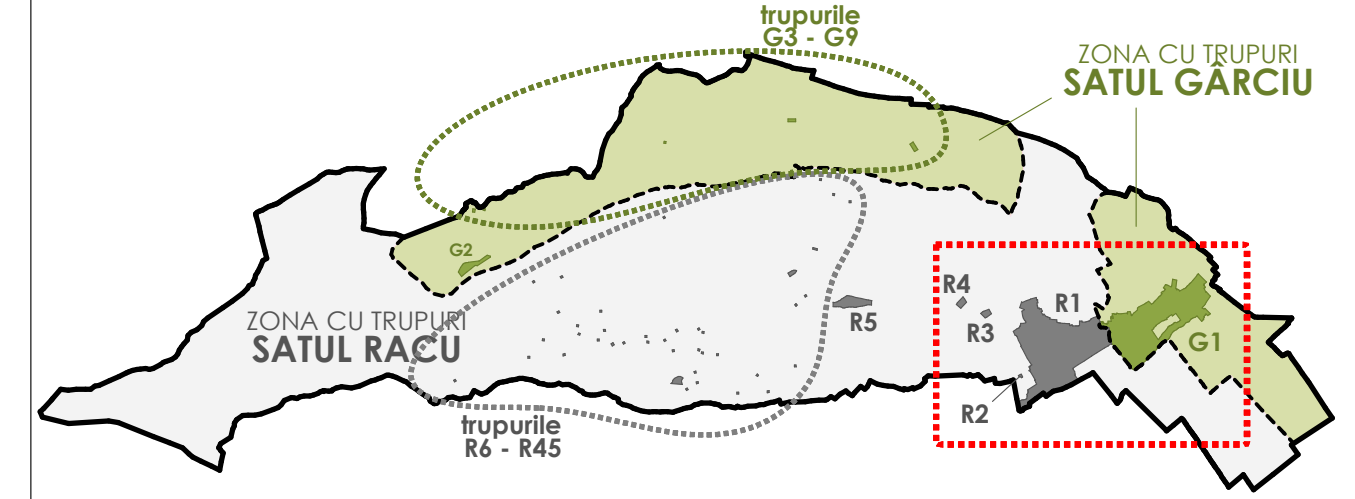 trupurile
G3 - G9
ZONA CU TRUPURI
SATUL GÂRCIU
G2
ZONA CU TRUPURI
SATUL RACU
R4
R3
R1
R5
G1
R2
trupurile
R6 - R45